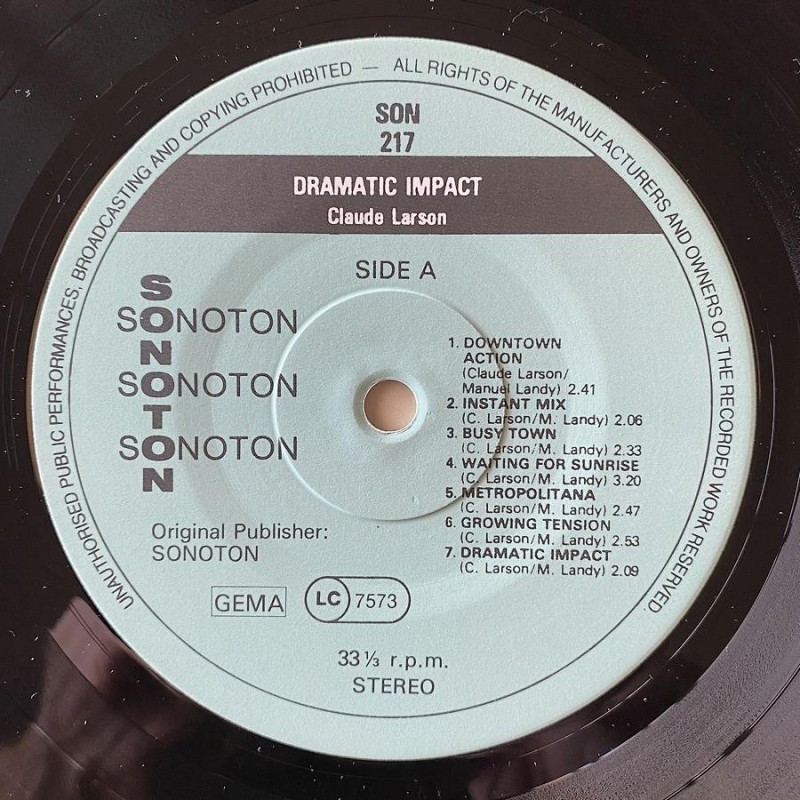 UNAUTHORISED PUBLIC PERFORMANCES, BROADCASTING AND COPYING PROHIBITED — ALL RIGHTS OF THE MANUFACTURERS AND OWNERS OF THE RECORDED WORK RESERVED.
SON
217
DRAMATIC IMPACT
Claude Larson
SIDE A
SONOTON
SONOTON
SONOTON
SONOTON
1. DOWNTOWN
ACTION
(Claude Larson/
Manuel Landy) 2.41
2. INSTANT MIX
(C. Larson/M. Landy) 2.06
3. BUSY TOWN
(C. Larson/M. Landy) 2.33
4. WAITING FOR SUNRISE
(C. Larson/M. Landy) 3.20
5. METROPOLITANA
(C. Larson/M. Landy) 2.47
6. GROWING TENSION
(C. Larson/M. Landy) 2.53
7. DRAMATIC IMPACT
(C. Larson/M. Landy) 2.09
Original Publisher:
SONOTON
GEMA LC 7573
33⅓ r.p.m.
STEREO